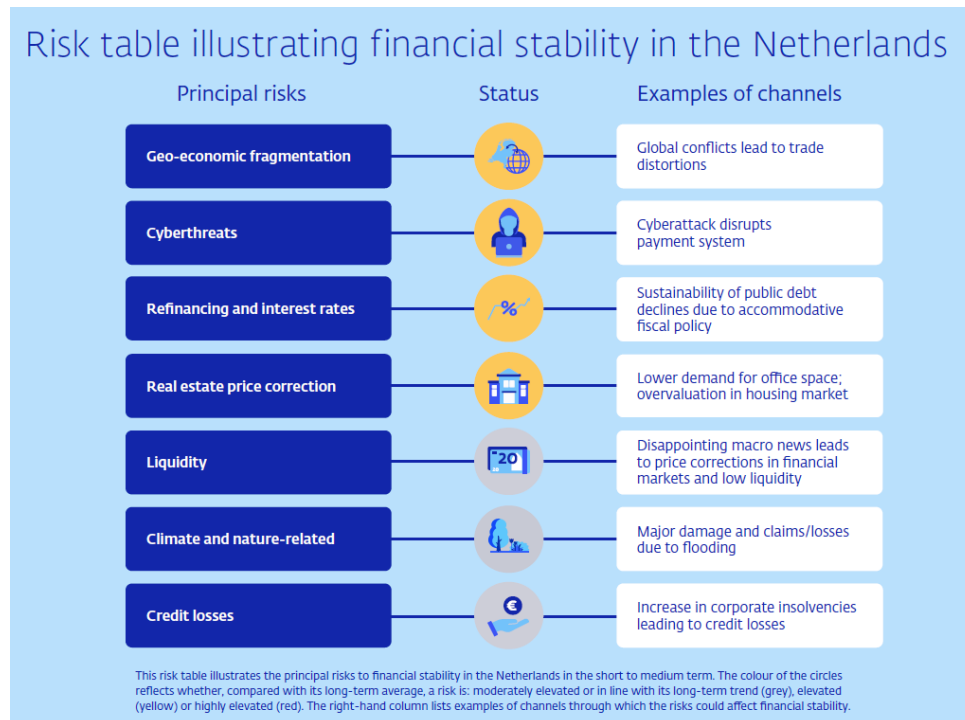 Risk table illustrating financial stability in the Netherlands
Principal risks
Status
Examples of channels
Geo-economic fragmentation
Global conflicts lead to trade
distortions
Cyberthreats
Cyberattack disrupts
payment system
Refinancing and interest rates
%
Sustainability of public debt
declines due to accommodative
fiscal policy
Real estate price correction
Lower demand for office space;
overvaluation in housing market
Liquidity
20
Disappointing macro news leads
to price corrections in financial
markets and low liquidity
Climate and nature-related
Major damage and claims/losses
due to flooding
Credit losses
€
Increase in corporate insolvencies
leading to credit losses
This risk table illustrates the principal risks to financial stability in the Netherlands in the short to medium term. The colour of the circles
reflects whether, compared with its long-term average, a risk is: moderately elevated or in line with its long-term trend (grey), elevated
(yellow) or highly elevated (red). The right-hand column lists examples of channels through which the risks could affect financial stability.